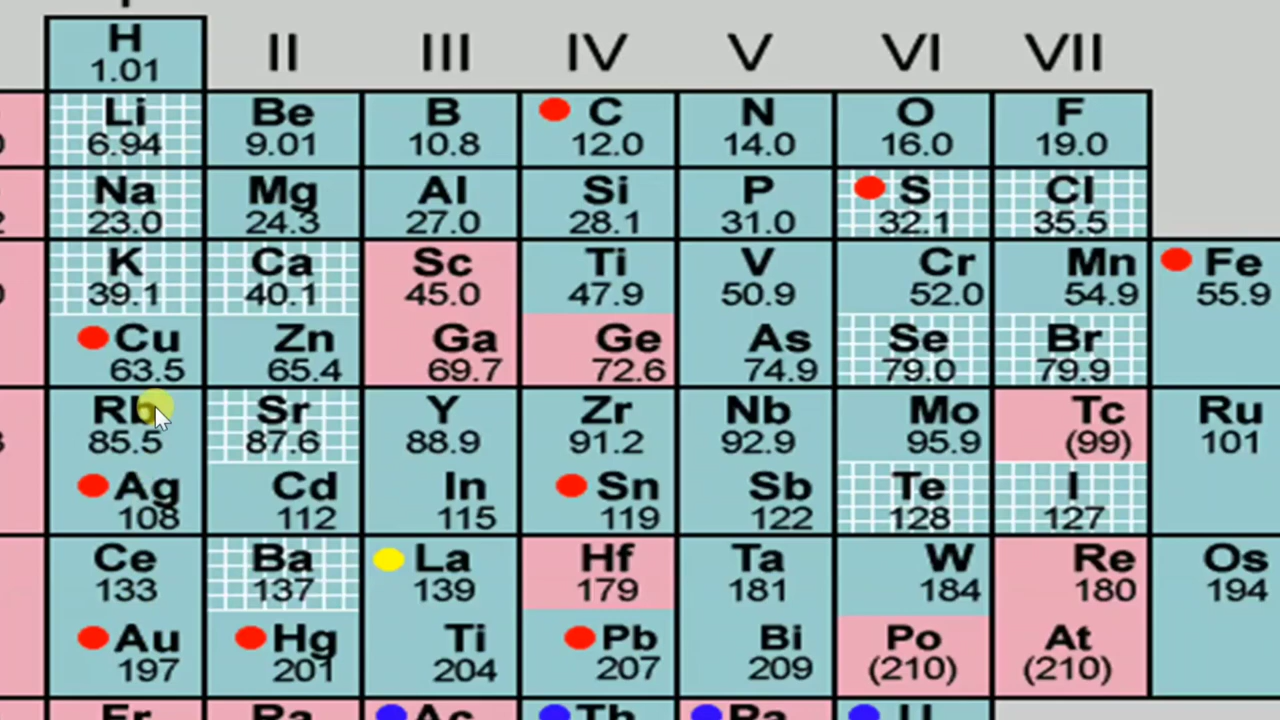 H II III IV V VI VII
1.01
Li Be B C N O F
6.94 9.01 10.8 12.0 14.0 16.0 19.0
Na Mg Al Si P S Cl
23.0 24.3 27.0 28.1 31.0 32.1 35.5
K Ca Sc Ti V Cr Mn Fe
39.1 40.1 45.0 47.9 50.9 52.0 54.9 55.9
Cu Zn Ga Ge As Se Br
63.5 65.4 69.7 72.6 74.9 79.0 79.9
Rb Sr Y Zr Nb Mo Tc Ru
85.5 87.6 88.9 91.2 92.9 95.9 (99) 101
Ag Cd In Sn Sb Te I
108 112 115 119 122 128 127
Ce Ba La Hf Ta W Re Os
133 137 139 179 181 184 180 194
Au Hg Ti Pb Bi Po At
197 201 204 207 209 (210) (210)
Fr Ra Ac Th Pa U